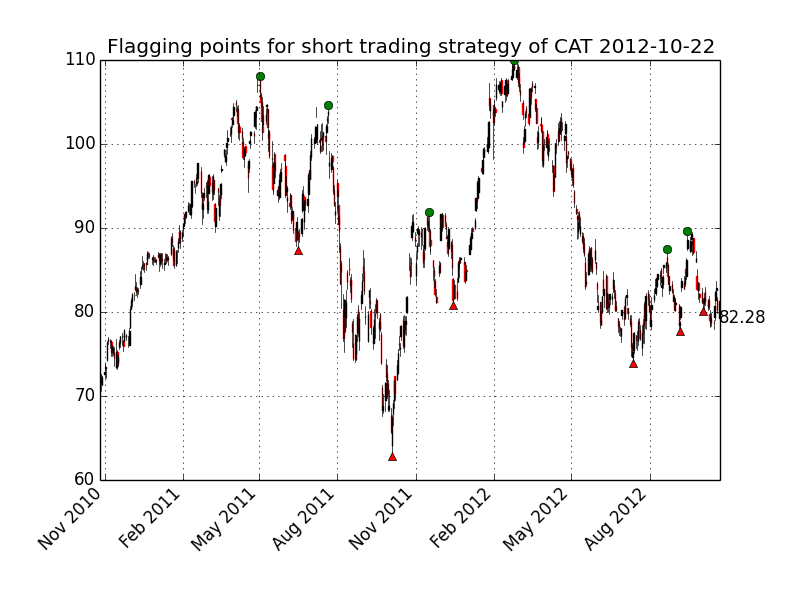 Flagging points for short trading strategy of CAT 2012-10-22
110
100
90
80
70
60
82.28
Nov 2010
Feb 2011
May 2011
Aug 2011
Nov 2011
Feb 2012
May 2012
Aug 2012